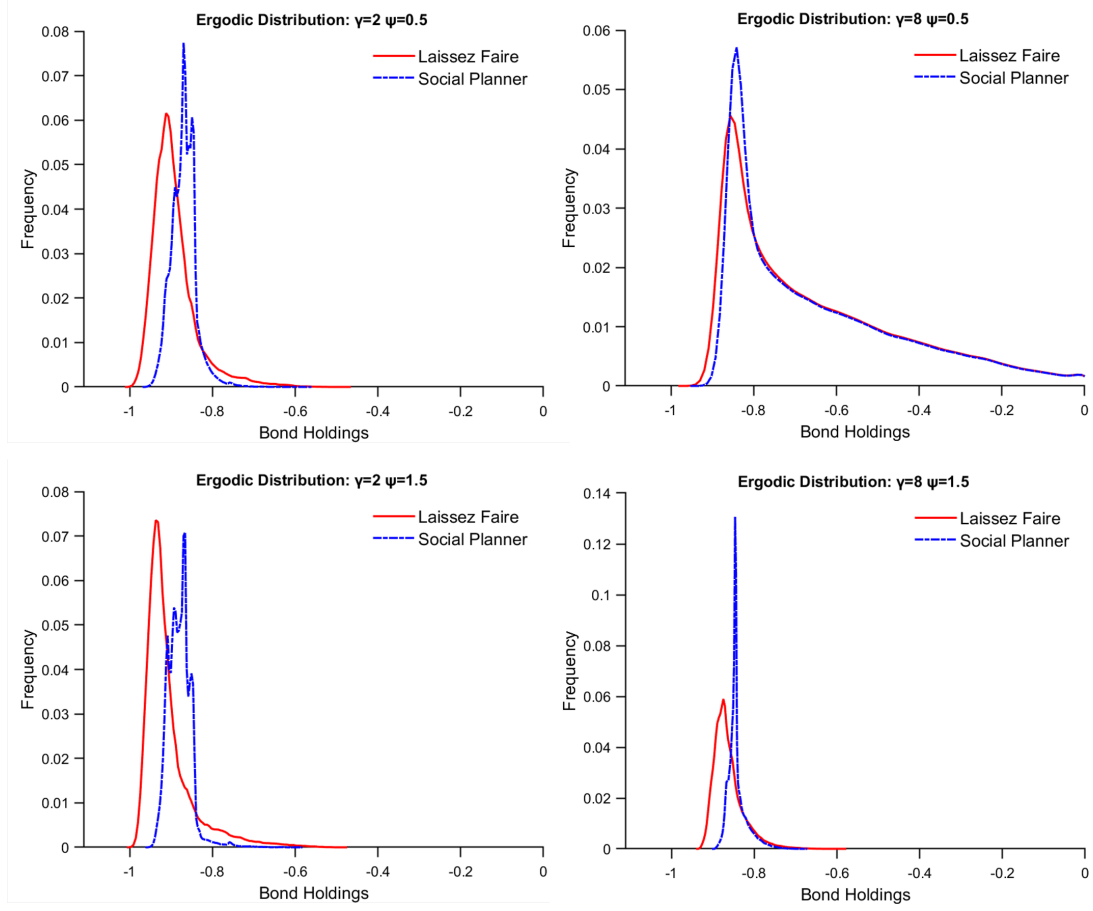 Ergodic Distribution: γ=2 ψ=0.5
0.08
0.07
0.06
0.05
0.04
0.03
0.02
0.01
0
Frequency
Laissez Faire
Social Planner
-1 -0.8 -0.6 -0.4 -0.2 0
Bond Holdings
Ergodic Distribution: γ=8 ψ=0.5
0.06
0.05
0.04
0.03
0.02
0.01
0
Frequency
Laissez Faire
Social Planner
-1 -0.8 -0.6 -0.4 -0.2 0
Bond Holdings
Ergodic Distribution: γ=2 ψ=1.5
0.08
0.07
0.06
0.05
0.04
0.03
0.02
0.01
0
Frequency
Laissez Faire
Social Planner
-1 -0.8 -0.6 -0.4 -0.2 0
Bond Holdings
Ergodic Distribution: γ=8 ψ=1.5
0.14
0.12
0.1
0.08
0.06
0.04
0.02
0
Frequency
Laissez Faire
Social Planner
-1 -0.8 -0.6 -0.4 -0.2 0
Bond Holdings